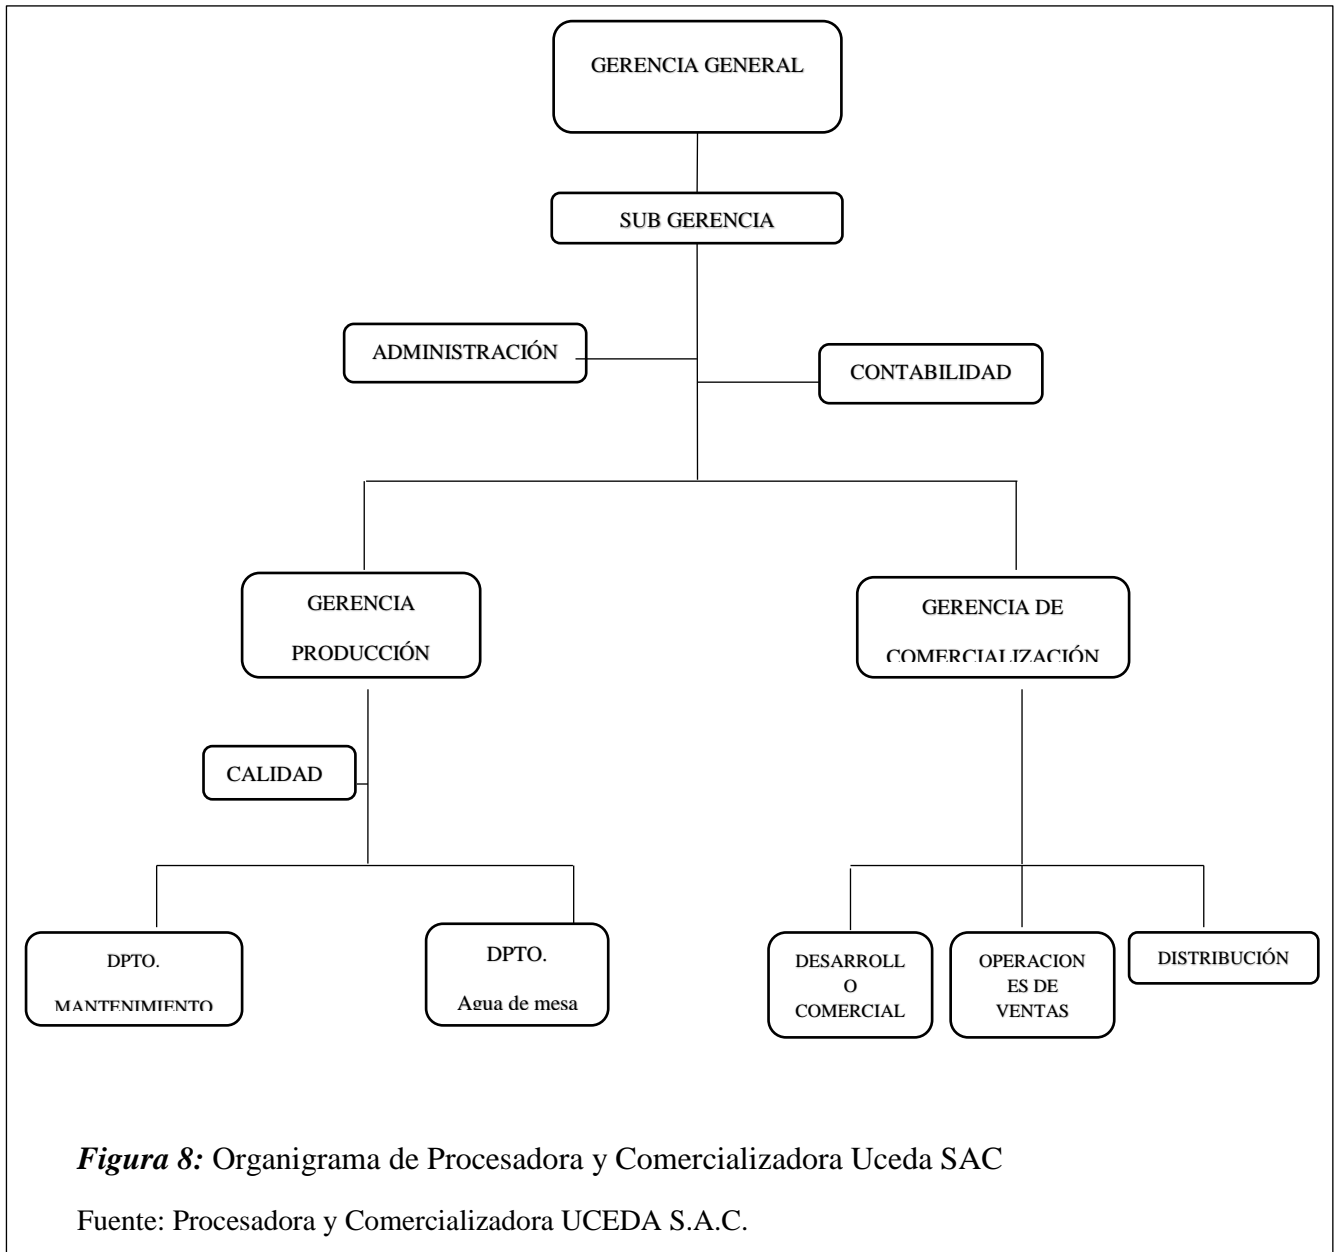 GERENCIA GENERAL
SUB GERENCIA
ADMINISTRACIÓN
CONTABILIDAD
GERENCIA
PRODUCCIÓN
GERENCIA DE
COMERCIALIZACIÓN
CALIDAD
DPTO.
MANTENIMIENTO
DPTO.
Agua de mesa
DESARROLL
O
COMERCIAL
OPERACION
ES DE
VENTAS
DISTRIBUCIÓN
Figura 8: Organigrama de Procesadora y Comercializadora Uceda SAC
Fuente: Procesadora y Comercializadora UCEDA S.A.C.